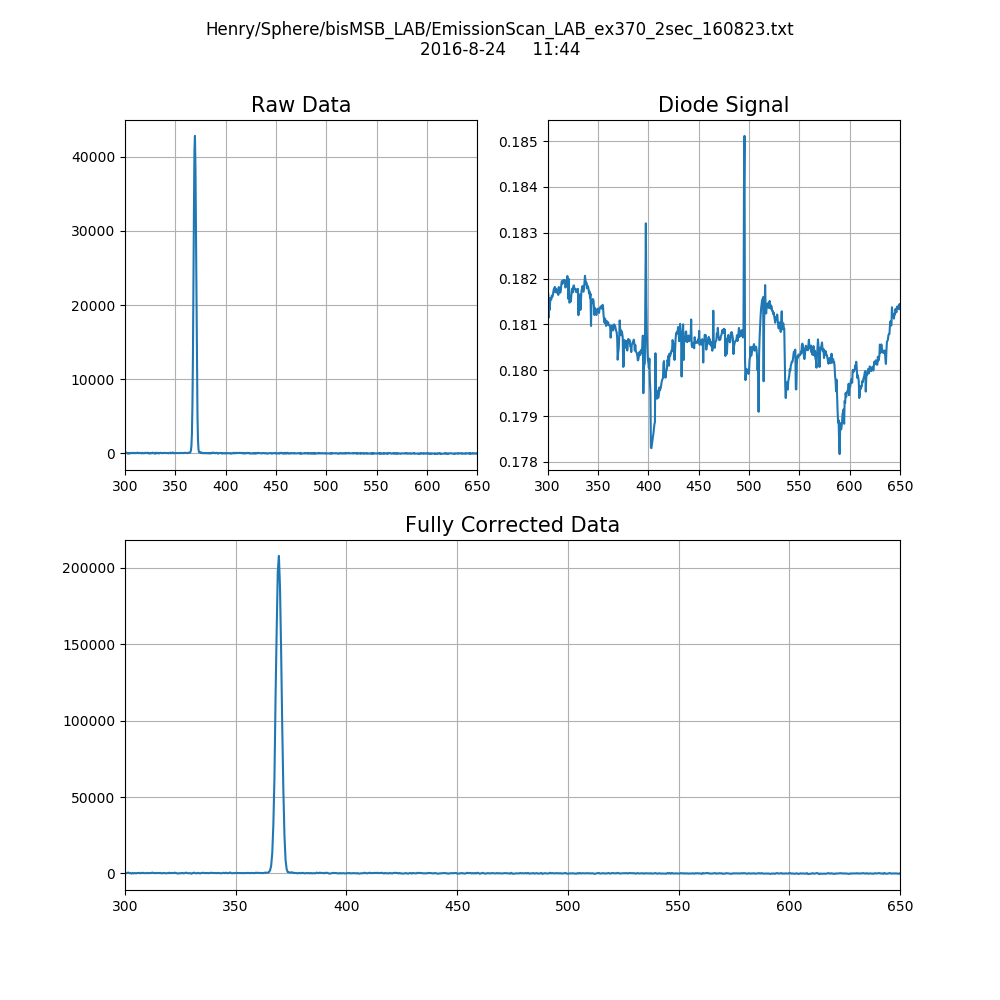 Henry/Sphere/bisMSB_LAB/EmissionScan_LAB_ex370_2sec_160823.txt
2016-8-24 11:44
Raw Data
40000
30000
20000
10000
0
300 350 400 450 500 550 600 650
Diode Signal
0.185
0.184
0.183
0.182
0.181
0.180
0.179
0.178
300 350 400 450 500 550 600 650
Fully Corrected Data
200000
150000
100000
50000
0
300 350 400 450 500 550 600 650